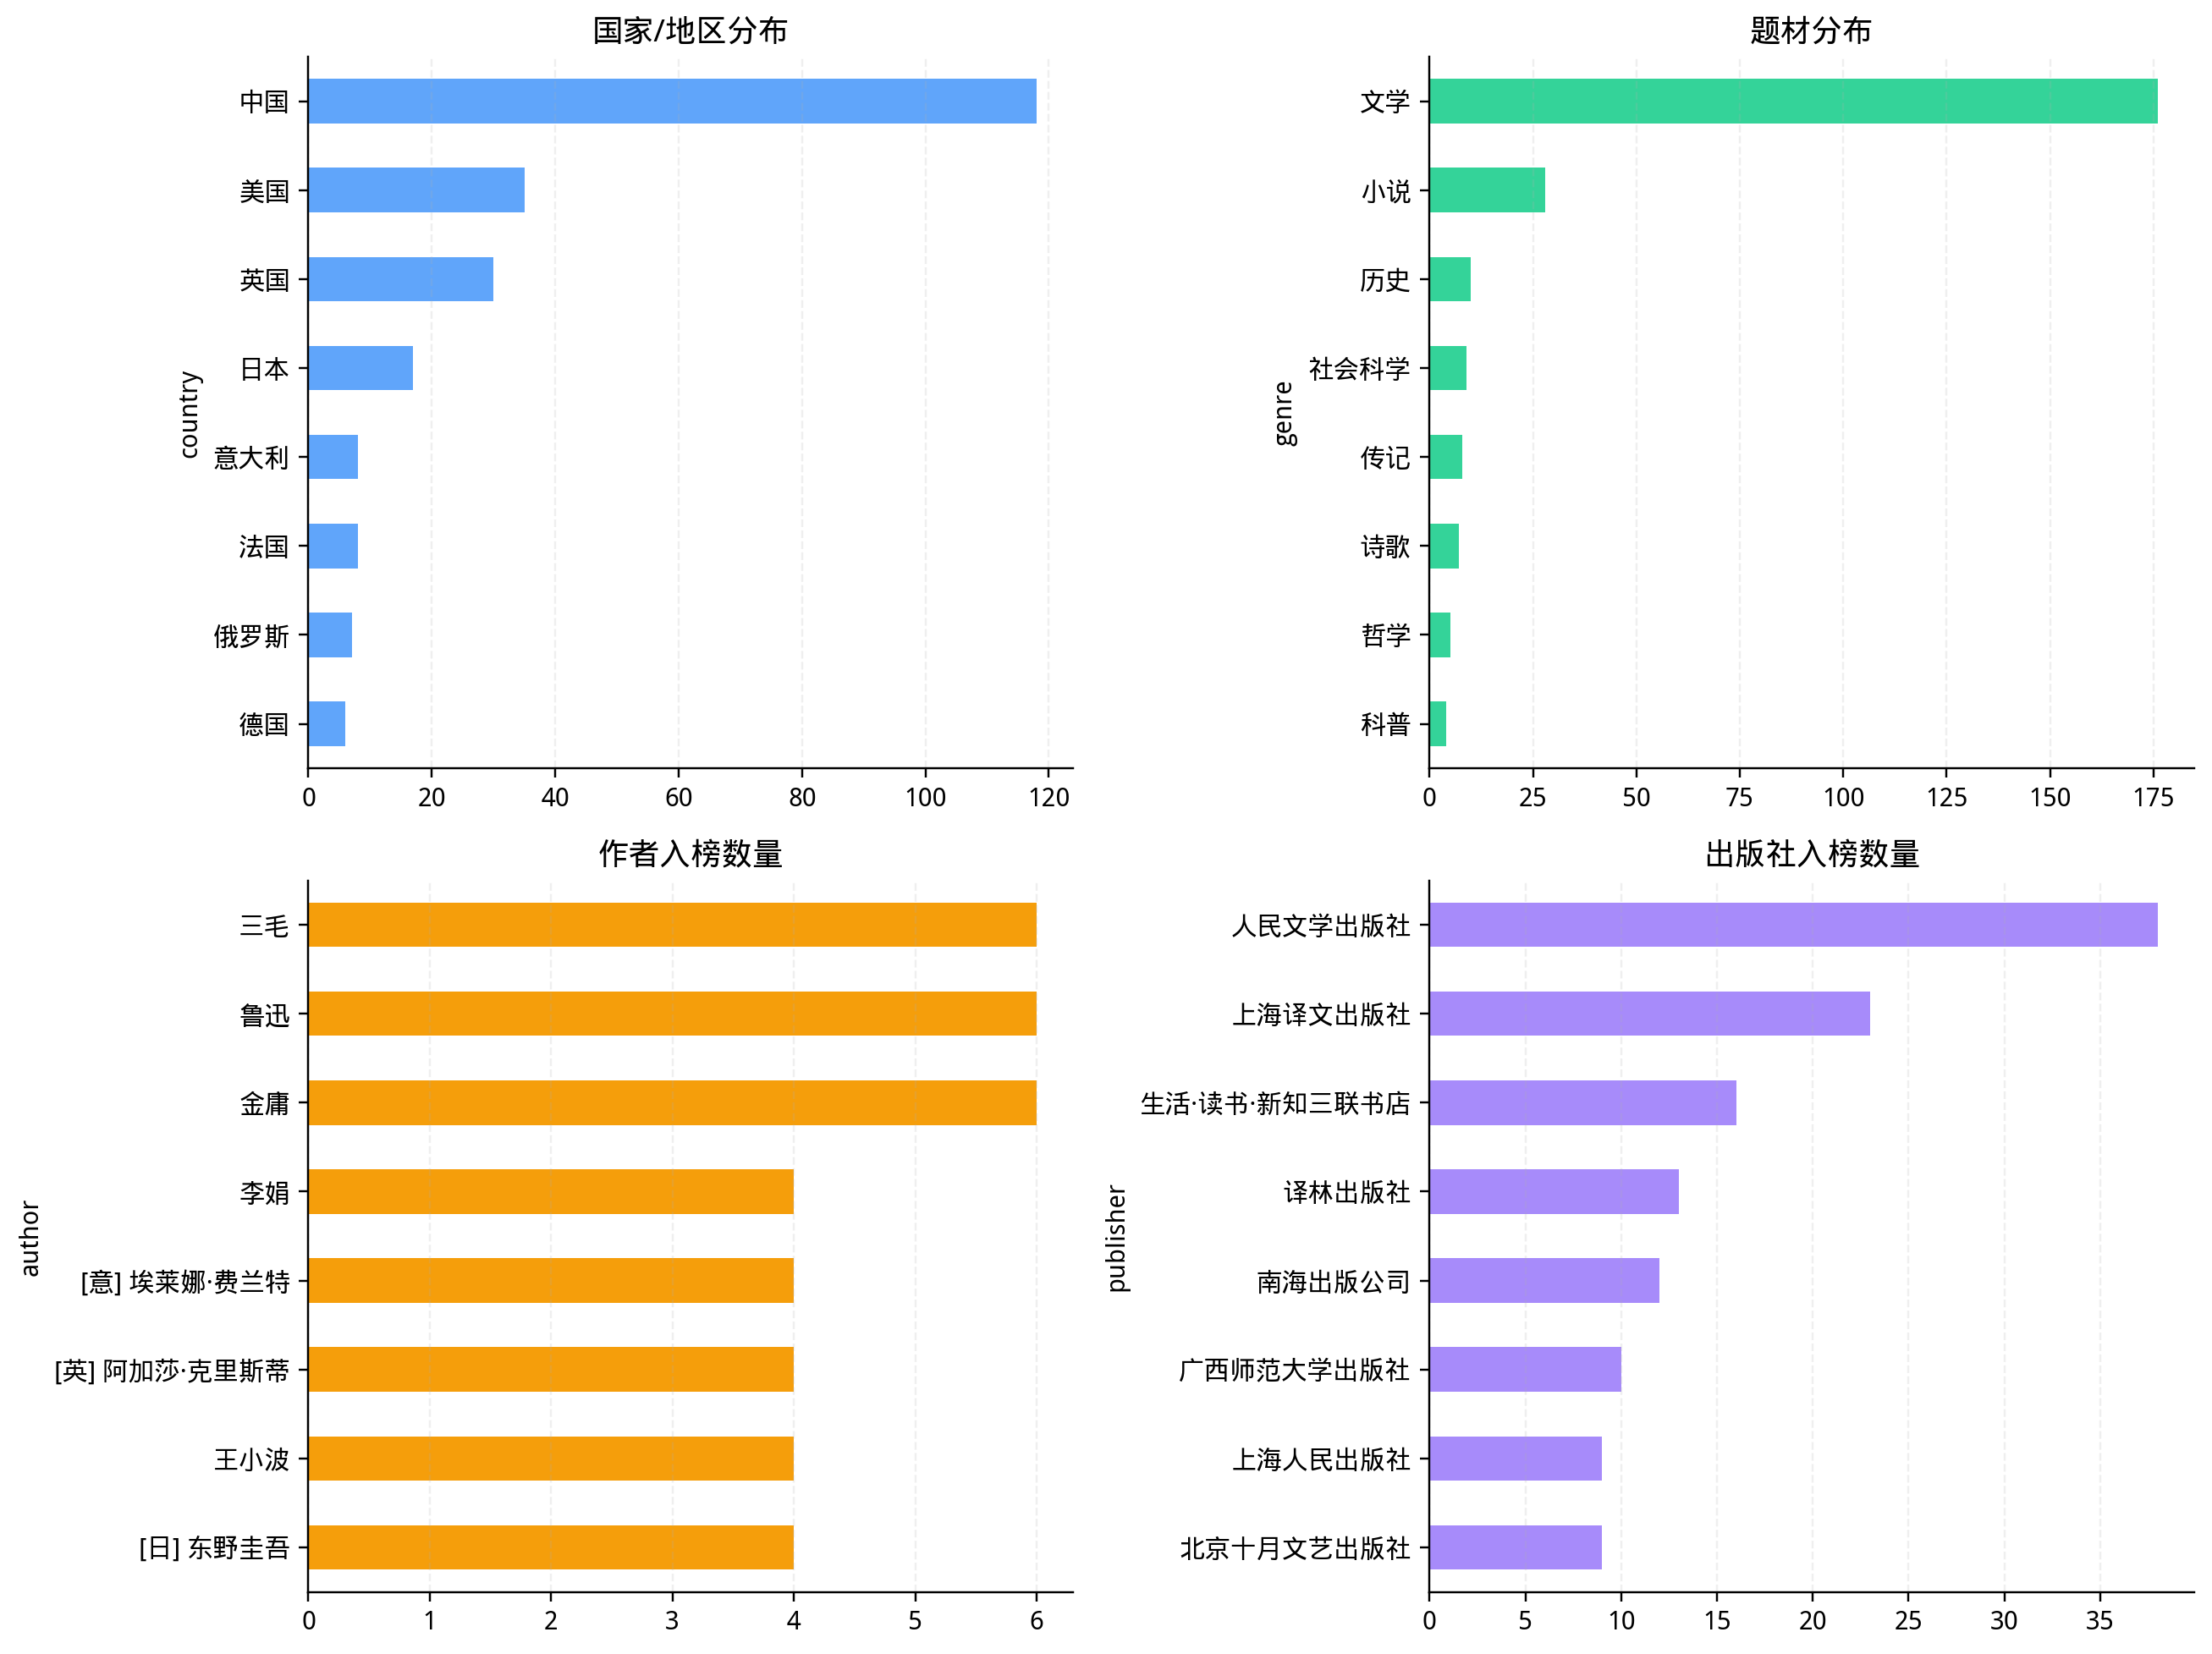 国家/地区分布
country
中国
美国
英国
日本
意大利
法国
俄罗斯
德国
0 20 40 60 80 100 120
题材分布
genre
文学
小说
历史
社会科学
传记
诗歌
哲学
科普
0 25 50 75 100 125 150 175
作者入榜数量
author
三毛
鲁迅
金庸
李娟
[意] 埃莱娜·费兰特
[英] 阿加莎·克里斯蒂
王小波
[日] 东野圭吾
0 1 2 3 4 5 6
出版社入榜数量
publisher
人民文学出版社
上海译文出版社
生活·读书·新知三联书店
译林出版社
南海出版公司
广西师范大学出版社
上海人民出版社
北京十月文艺出版社
0 5 10 15 20 25 30 35